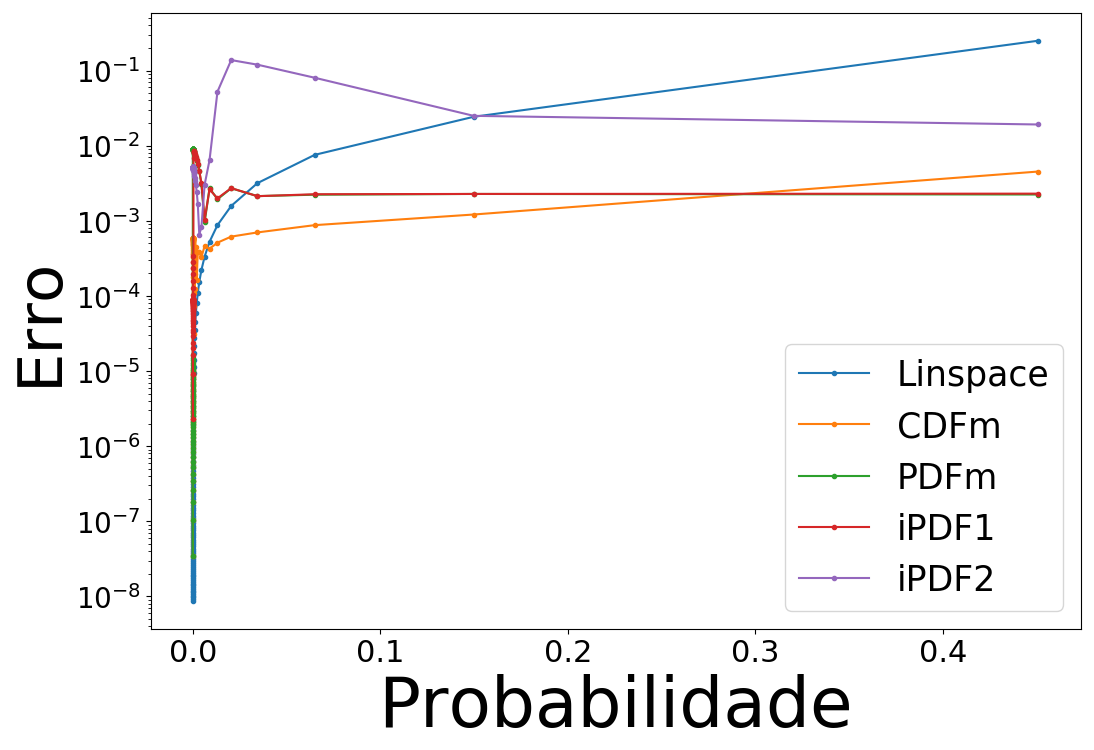 Erro
10⁻¹
10⁻²
10⁻³
10⁻⁴
10⁻⁵
10⁻⁶
10⁻⁷
10⁻⁸
Linspace
CDFm
PDFm
iPDF1
iPDF2
0.0 0.1 0.2 0.3 0.4
Probabilidade